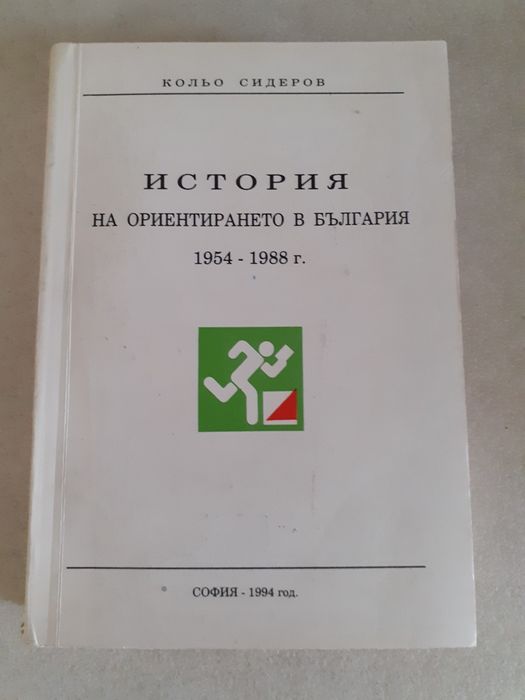 КОЛЬО СИДЕРОВ
ИСТОРИЯ
НА ОРИЕНТИРАНЕТО В БЪЛГАРИЯ
1954 - 1988 г.
СОФИЯ - 1994 год.